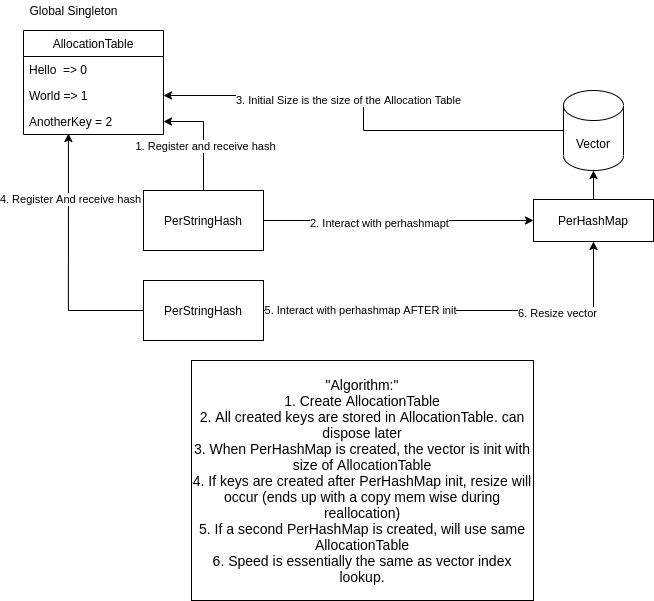 Global Singleton
AllocationTable
Hello => 0
World => 1
AnotherKey = 2
3. Initial Size is the size of the Allocation Table
Vector
1. Register and receive hash
4. Register And receive hash
PerStringHash
2. Interact with perhashmapt
PerHashMap
PerStringHash
5. Interact with perhashmap AFTER init
6. Resize vector
"Algorithm:"
1. Create AllocationTable
2. All created keys are stored in AllocationTable. can
dispose later
3. When PerHashMap is created, the vector is init with
size of AllocationTable
4. If keys are created after PerHashMap init, resize will
occur (ends up with a copy mem wise during
reallocation)
5. If a second PerHashMap is created, will use same
AllocationTable
6. Speed is essentially the same as vector index
lookup.